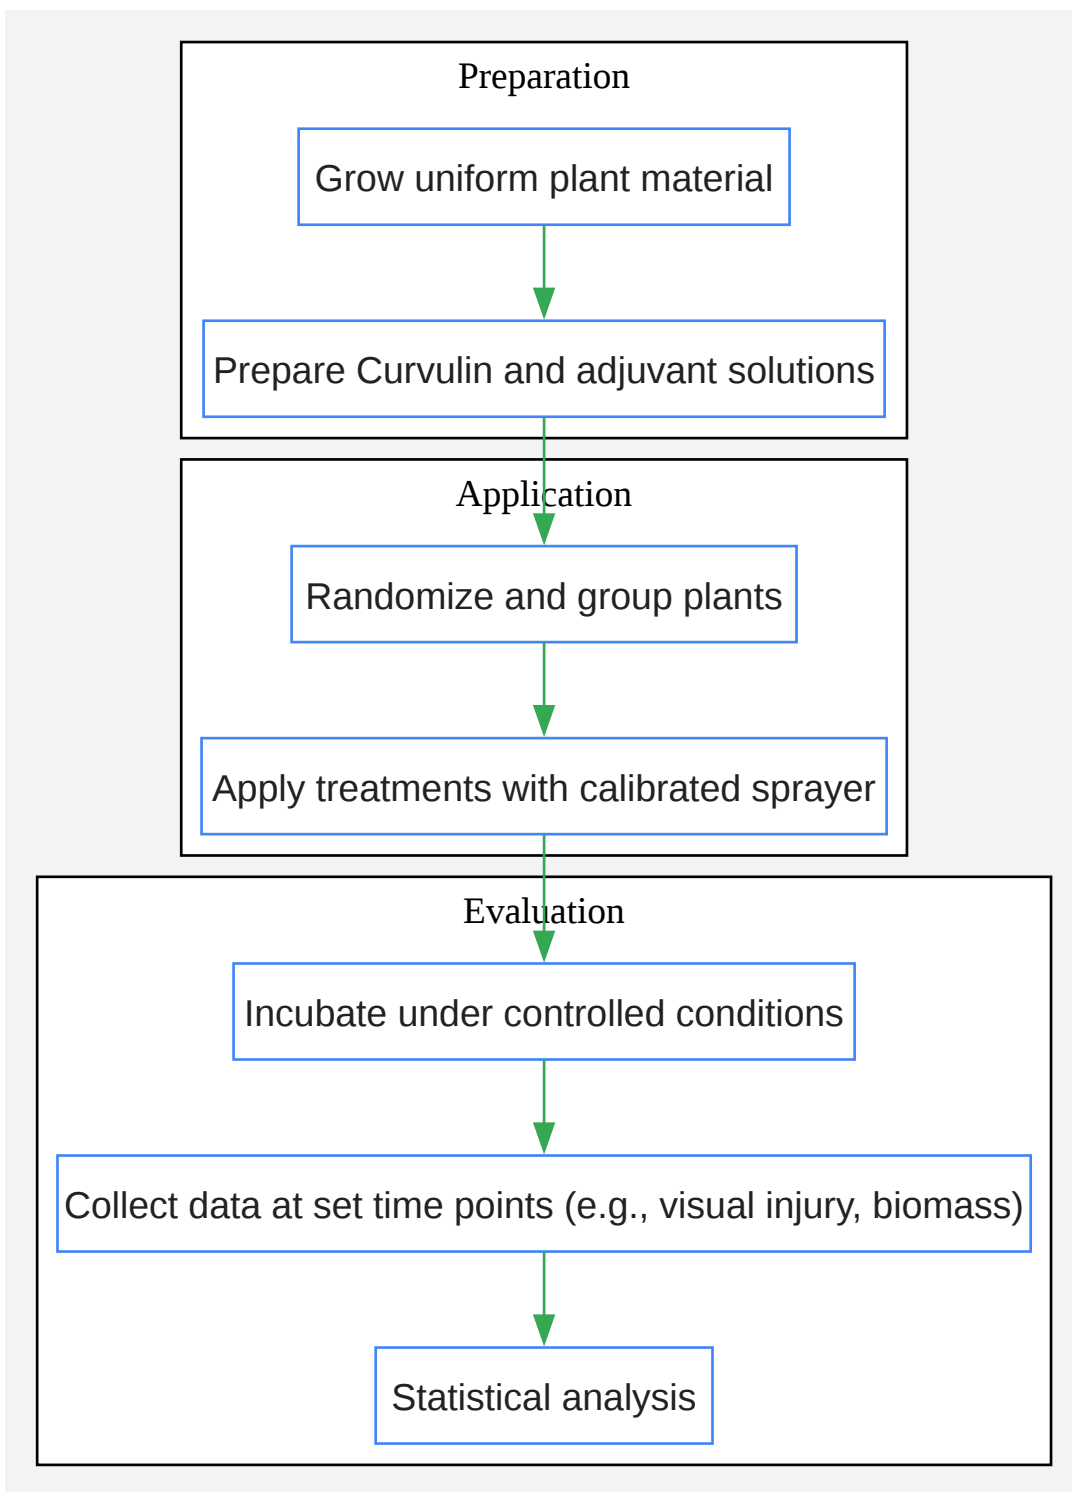 Preparation
Grow uniform plant material
Prepare Curvulin and adjuvant solutions
Application
Randomize and group plants
Apply treatments with calibrated sprayer
Evaluation
Incubate under controlled conditions
Collect data at set time points (e.g., visual injury, biomass)
Statistical analysis